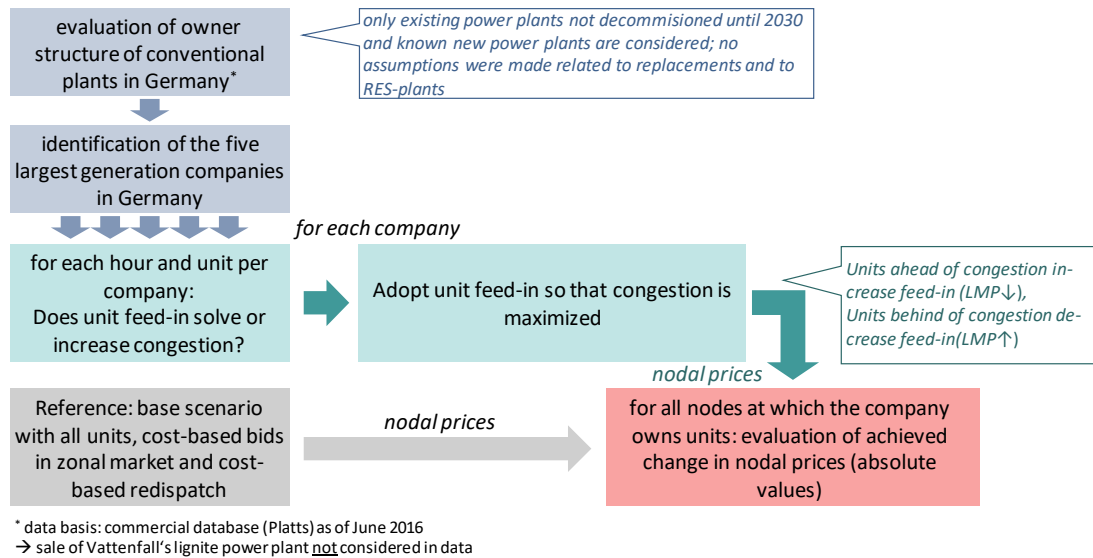 evaluation of owner
structure of conventional
plants in Germany*
only existing power plants not decommisioned until 2030
and known new power plants are considered; no
assumptions were made related to replacements and to
RES-plants
identification of the five
largest generation companies
in Germany
for each company
for each hour and unit per
company:
Does unit feed-in solve or
increase congestion?
Adopt unit feed-in so that congestion is
maximized
Units ahead of congestion in-
crease feed-in (LMP↓),
Units behind of congestion de-
crease feed-in(LMP↑)
nodal prices
Reference: base scenario
with all units, cost-based bids
in zonal market and cost-
based redispatch
nodal prices
for all nodes at which the company
owns units: evaluation of achieved
change in nodal prices (absolute
values)
* data basis: commercial database (Platts) as of June 2016
→ sale of Vattenfall's lignite power plant not considered in data